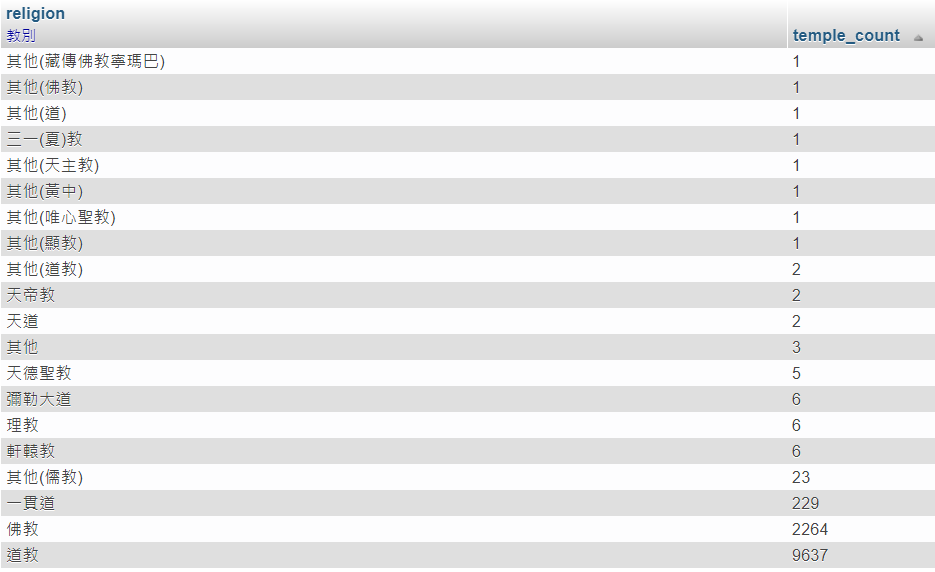 religion
教別 temple_count
其他(藏傳佛教寧瑪巴) 1
其他(佛教) 1
其他(道) 1
三一(夏)教 1
其他(天主教) 1
其他(黃中) 1
其他(唯心聖教) 1
其他(顯教) 1
其他(道教) 2
天帝教 2
天道 2
其他 3
天德聖教 5
彌勒大道 6
理教 6
軒轅教 6
其他(儒教) 23
一貫道 229
佛教 2264
道教 9637